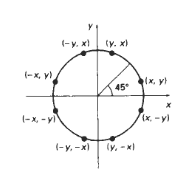 y
(-y, x) (y, x)
(-x, y) 45° (x, y)
x
(-x, -y) (x, -y)
(-y, -x) (y, -x)